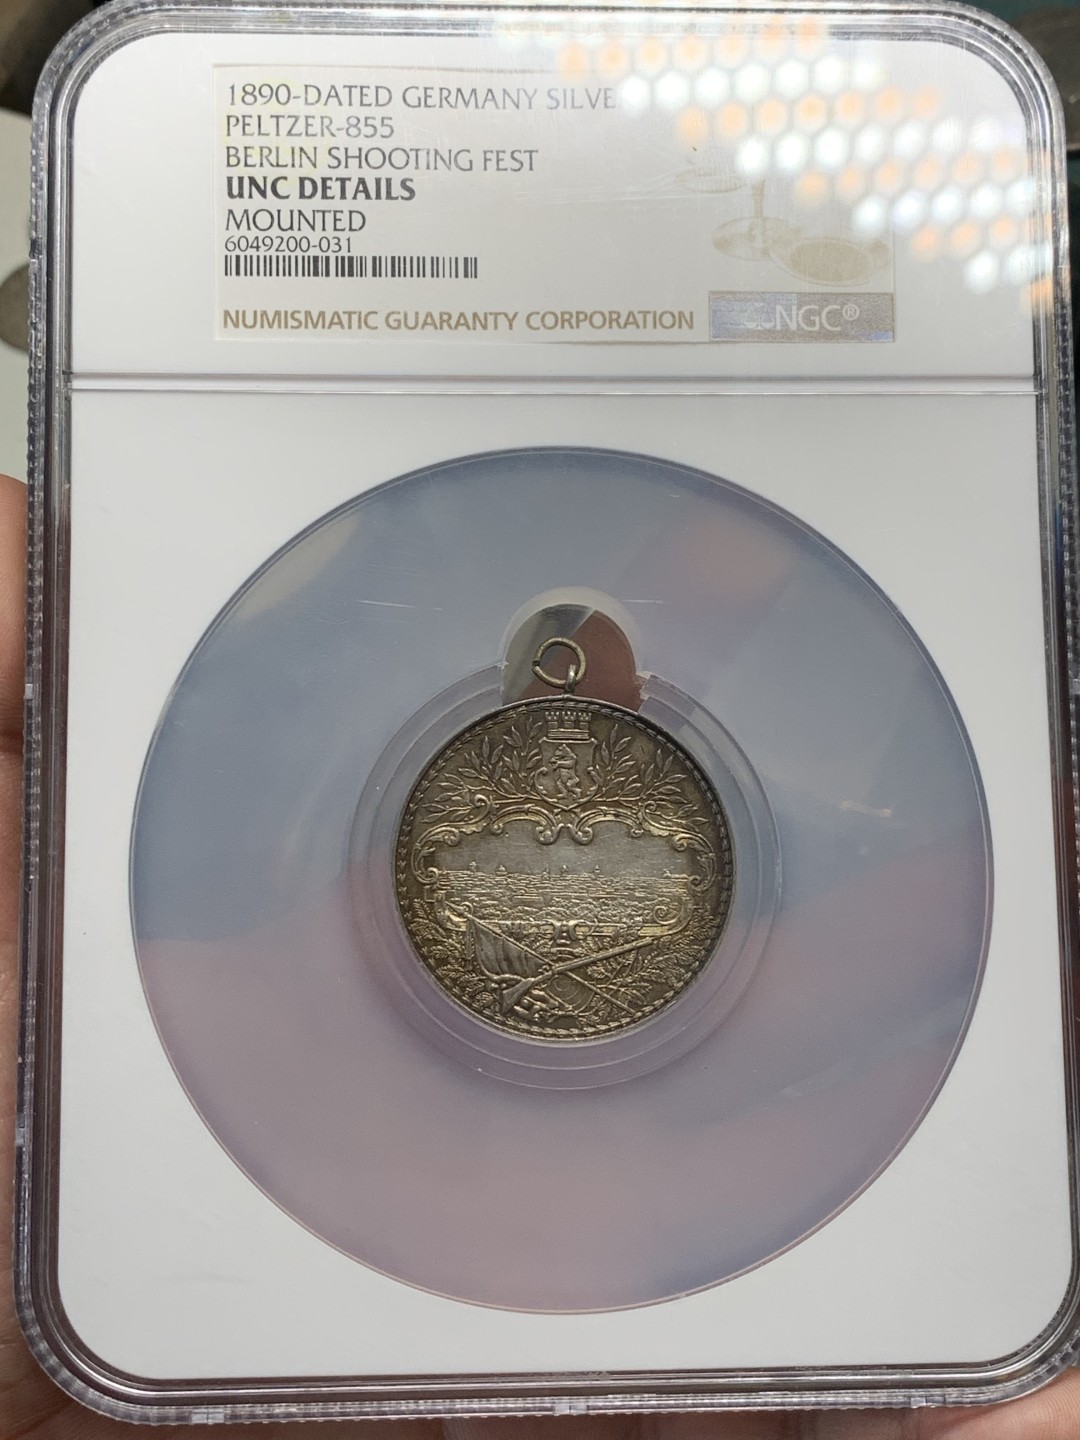 1890-DATED GERMANY SILVE
PELTZER-855
BERLIN SHOOTING FEST
UNC DETAILS
MOUNTED
6049200-031
NUMISMATIC GUARANTY CORPORATION
NGC®